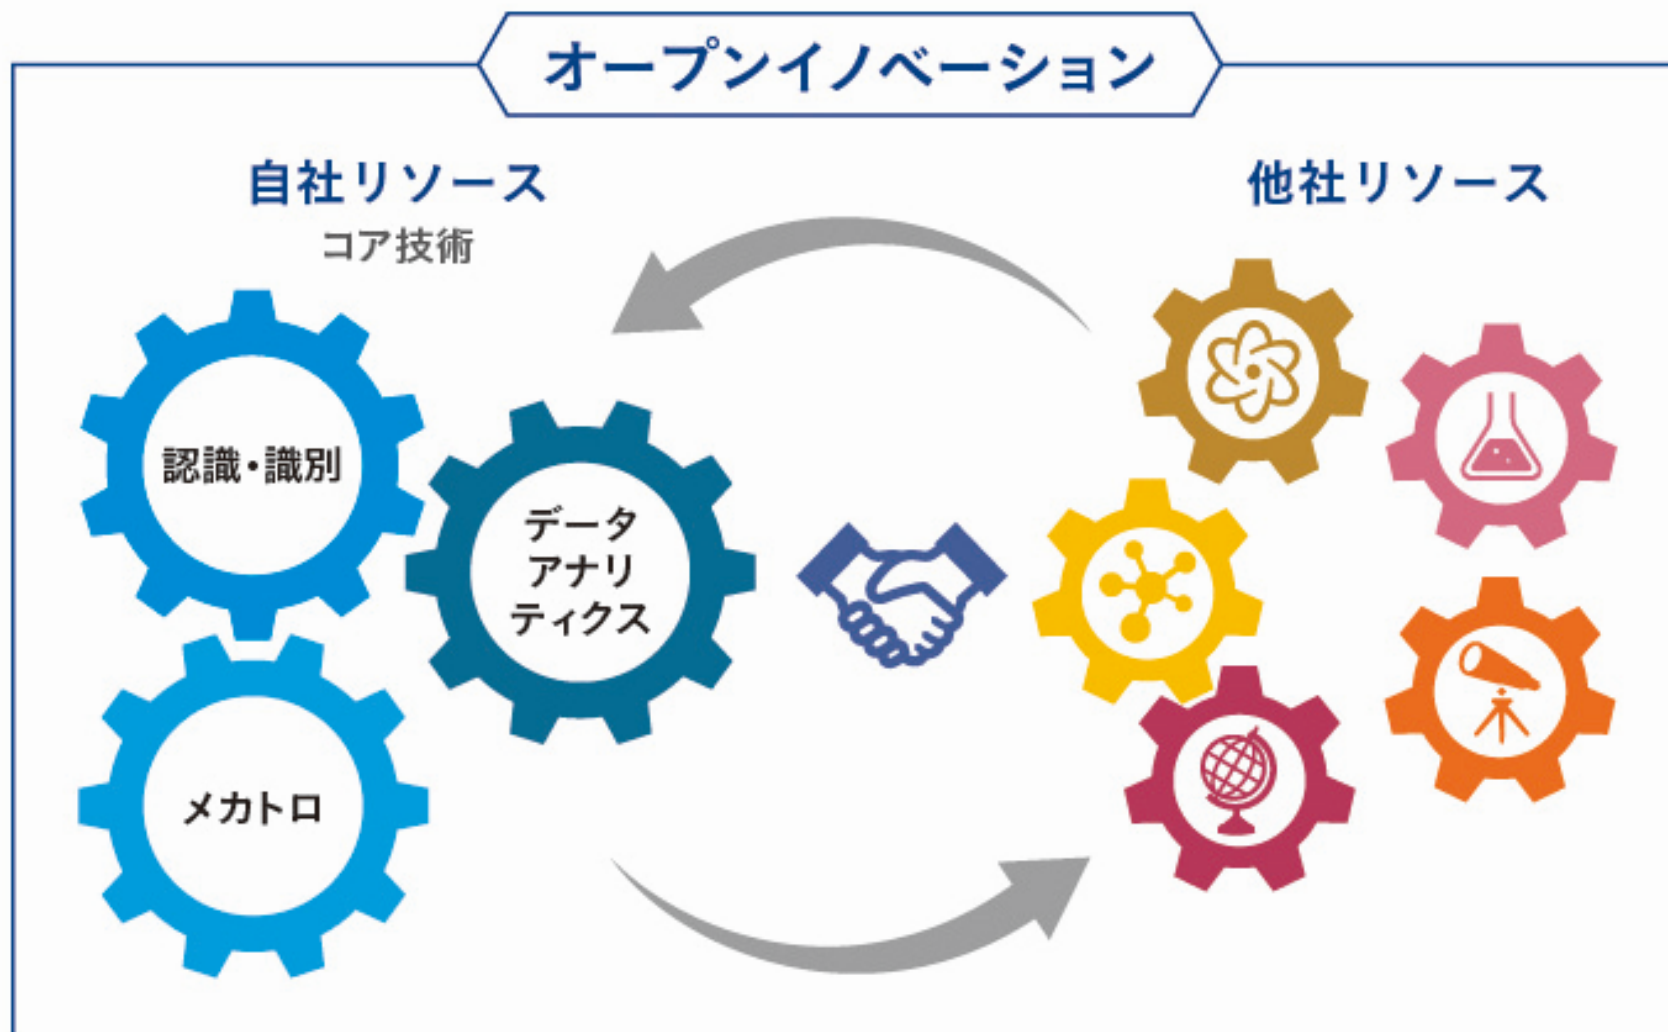 オープンイノベーション
自社リソース
コア技術
他社リソース
認識・識別
データ
アナリ
ティクス
メカトロ